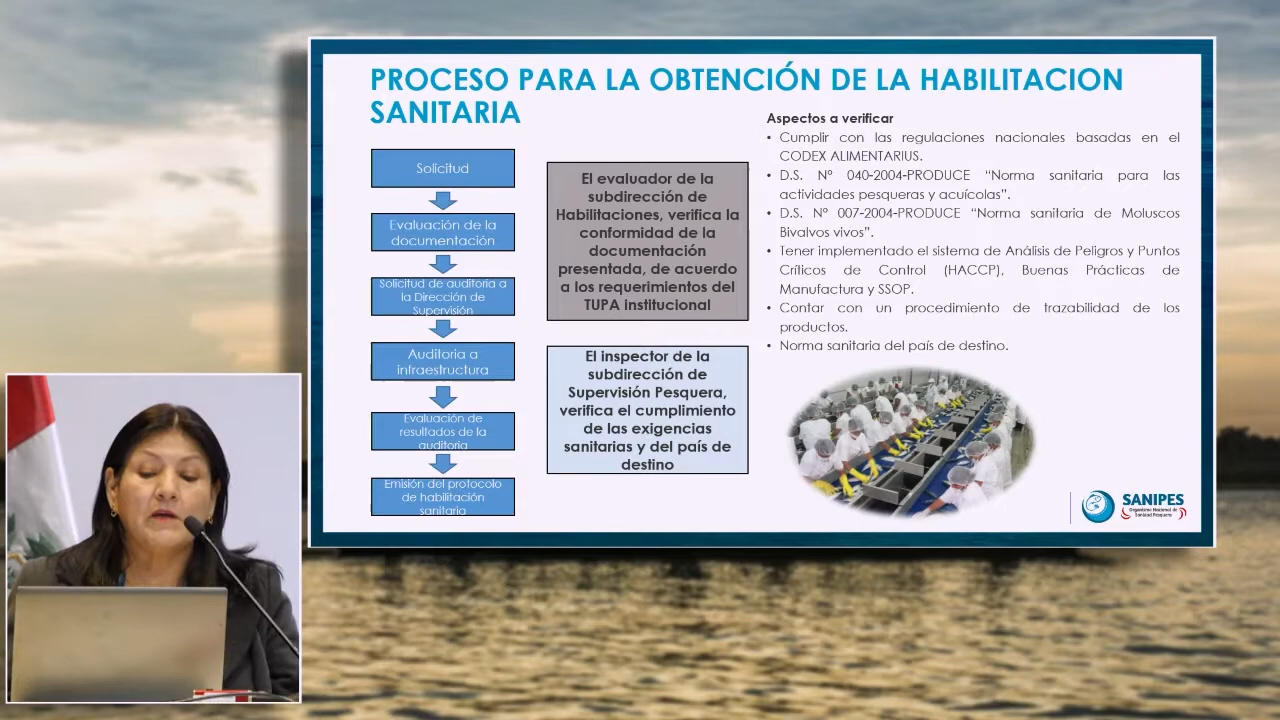 PROCESO PARA LA OBTENCIÓN DE LA HABILITACION
SANITARIA
Solicitud
Evaluación de la
documentación
Solicitud de auditoria a
la Dirección de
Supervisión
Auditoria a
infraestructura
Evaluación de
resultados de la
auditoria
Emisión del protocolo
de habilitación
sanitaria
El evaluador de la
subdirección de
Habilitaciones, verifica la
conformidad de la
documentación
presentada, de acuerdo
a los requerimientos del
TUPA institucional
El inspector de la
subdirección de
Supervisión Pesquera,
verifica el cumplimiento
de las exigencias
sanitarias y del país de
destino
Aspectos a verificar
• Cumplir con las regulaciones nacionales basadas en el
CODEX ALIMENTARIUS.
• D.S. Nº 040-2004-PRODUCE “Norma sanitaria para las
actividades pesqueras y acuícolas”.
• D.S. Nº 007-2004-PRODUCE “Norma sanitaria de Moluscos
Bivalvos vivos”.
• Tener implementado el sistema de Análisis de Peligros y Puntos
Críticos de Control (HACCP), Buenas Prácticas de
Manufactura y SSOP.
• Contar con un procedimiento de trazabilidad de los
productos.
• Norma sanitaria del país de destino.
SANIPES
Organismo Nacional de
Sanidad Pesquera